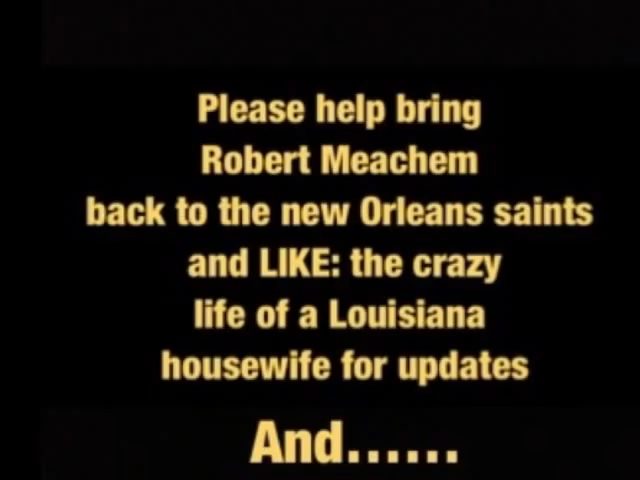 Please help bring
Robert Meachem
back to the new Orleans saints
and LIKE: the crazy
life of a Louisiana
housewife for updates
And......